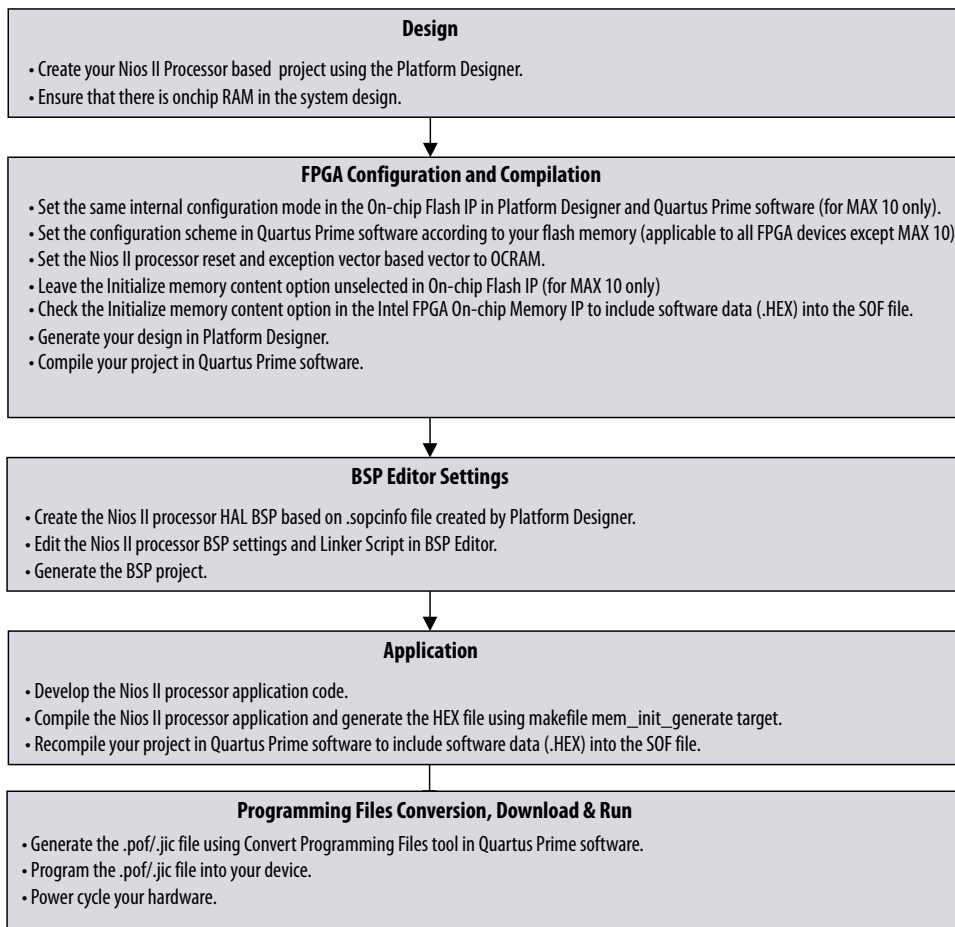 Design
• Create your Nios II Processor based project using the Platform Designer.
• Ensure that there is onchip RAM in the system design.
FPGA Configuration and Compilation
• Set the same internal configuration mode in the On-chip Flash IP in Platform Designer and Quartus Prime software (for MAX 10 only).
• Set the configuration scheme in Quartus Prime software according to your flash memory (applicable to all FPGA devices except MAX 10)
• Set the Nios II processor reset and exception vector based vector to OCRAM.
• Leave the Initialize memory content option unselected in On-chip Flash IP (for MAX 10 only)
• Check the Initialize memory content option in the Intel FPGA On-chip Memory IP to include software data (.HEX) into the SOF file.
• Generate your design in Platform Designer.
• Compile your project in Quartus Prime software.
BSP Editor Settings
• Create the Nios II processor HAL BSP based on .sopcinfo file created by Platform Designer.
• Edit the Nios II processor BSP settings and Linker Script in BSP Editor.
• Generate the BSP project.
Application
• Develop the Nios II processor application code.
• Compile the Nios II processor application and generate the HEX file using makefile mem_init_generate target.
• Recompile your project in Quartus Prime software to include software data (.HEX) into the SOF file.
Programming Files Conversion, Download & Run
• Generate the .pof/.jic file using Convert Programming Files tool in Quartus Prime software.
• Program the .pof/.jic file into your device.
• Power cycle your hardware.